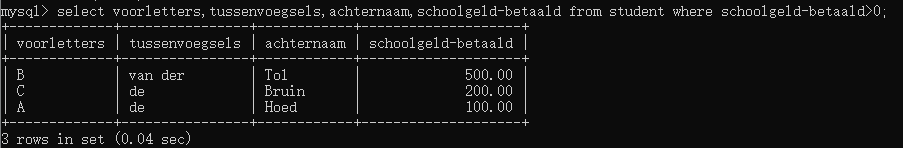 mysql> select voorletters,tussenvoegsels,achternaam,schoolgeld-betaald from student where schoolgeld-betaald>0;
+-------------+----------------+------------+--------------------+
| voorletters | tussenvoegsels | achternaam | schoolgeld-betaald |
+-------------+----------------+------------+--------------------+
| B | van der | Tol | 500.00 |
| C | de | Bruin | 200.00 |
| A | de | Hoed | 100.00 |
+-------------+----------------+------------+--------------------+
3 rows in set (0.04 sec)